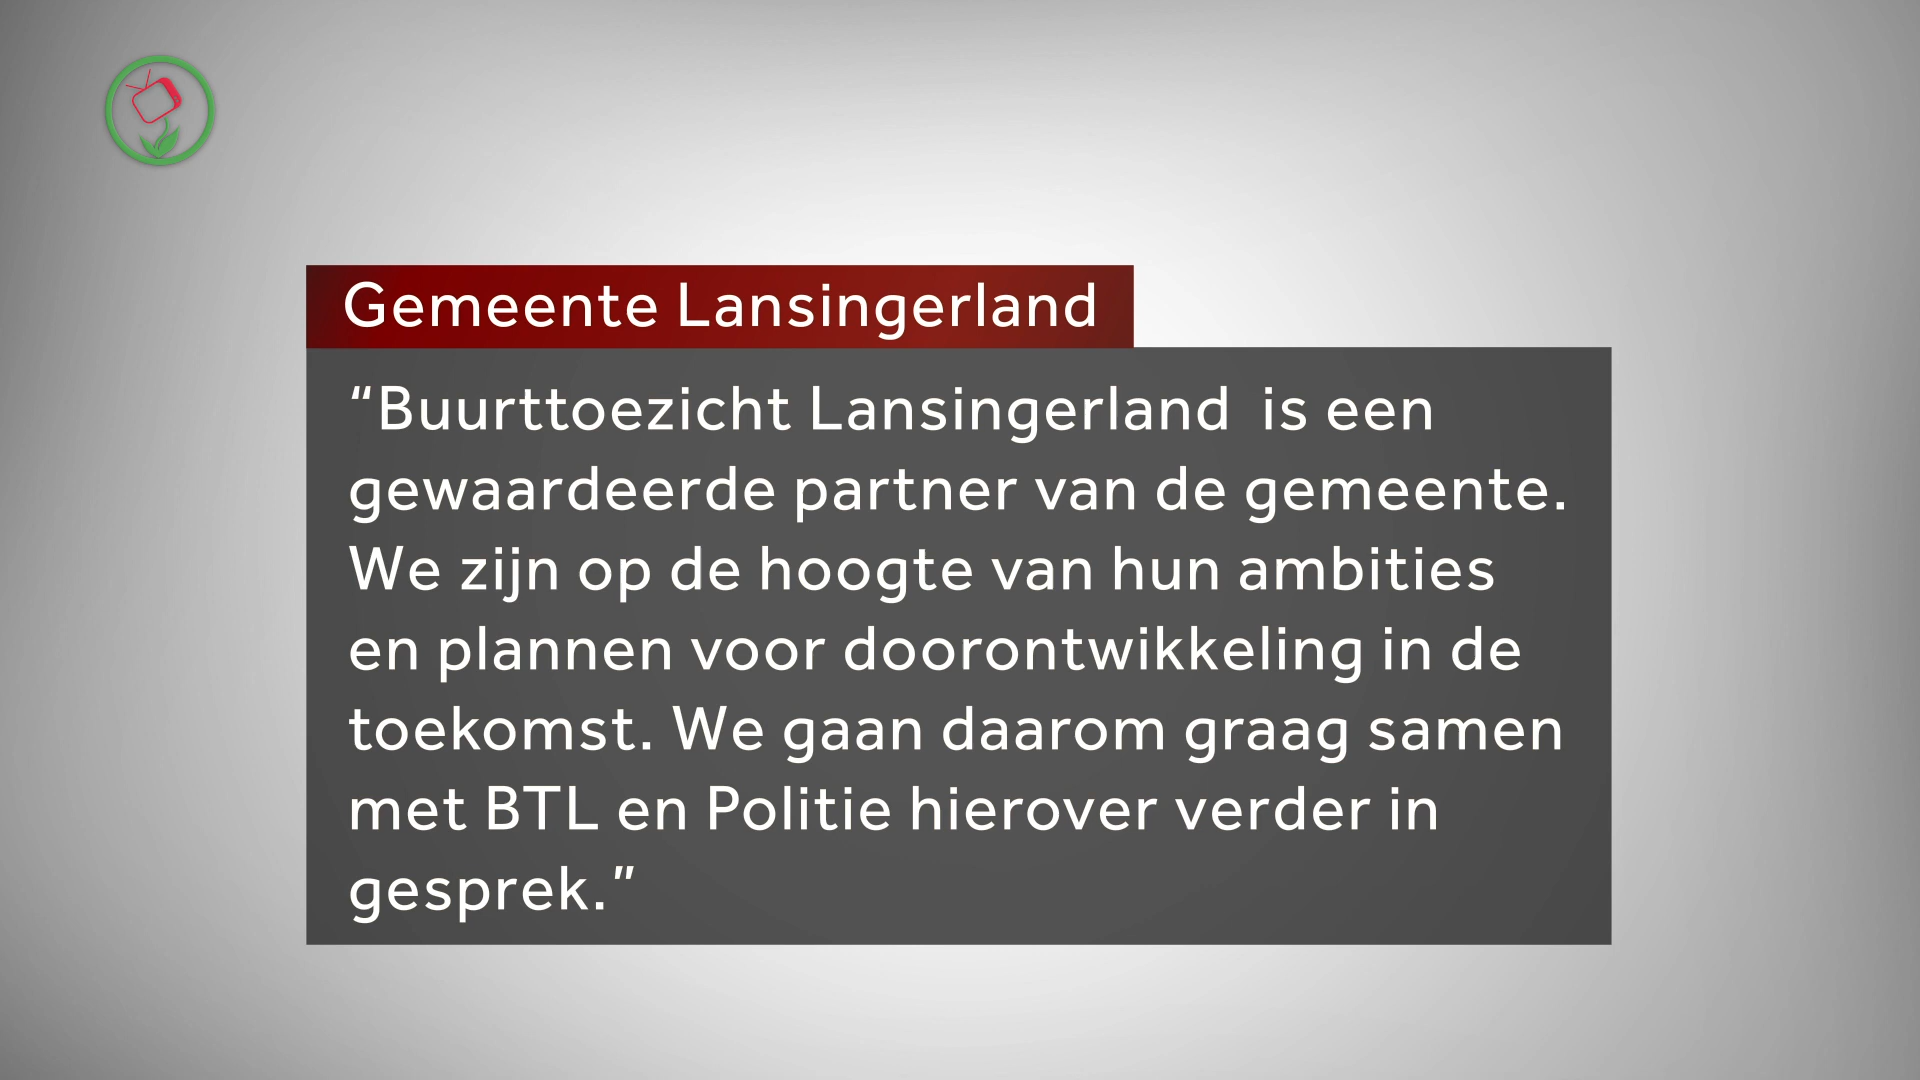 Gemeente Lansingerland
“Buurttoezicht Lansingerland  is een
gewaardeerde partner van de gemeente.
We zijn op de hoogte van hun ambities
en plannen voor doorontwikkeling in de
toekomst. We gaan daarom graag samen
met BTL en Politie hierover verder in
gesprek.”